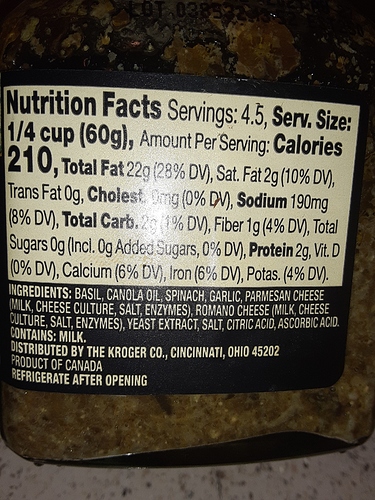 LOT 03
Nutrition Facts Servings: 4.5, Serv. Size:
1/4 cup (60g), Amount Per Serving: Calories
210, Total Fat 22g (28% DV), Sat. Fat 2g (10% DV),
Trans Fat 0g, Cholest. 0mg (0% DV), Sodium 190mg
(8% DV), Total Carb. 2g (1% DV), Fiber 1g (4% DV), Total
Sugars 0g (Incl. 0g Added Sugars, 0% DV), Protein 2g, Vit. D
(0% DV), Calcium (6% DV), Iron (6% DV), Potas. (4% DV).
INGREDIENTS: BASIL, CANOLA OIL, SPINACH, GARLIC, PARMESAN CHEESE
(MILK, CHEESE CULTURE, SALT, ENZYMES), ROMANO CHEESE (MILK, CHEESE
CULTURE, SALT, ENZYMES), YEAST EXTRACT, SALT, CITRIC ACID, ASCORBIC ACID.
CONTAINS: MILK.
DISTRIBUTED BY THE KROGER CO., CINCINNATI, OHIO 45202
PRODUCT OF CANADA
REFRIGERATE AFTER OPENING